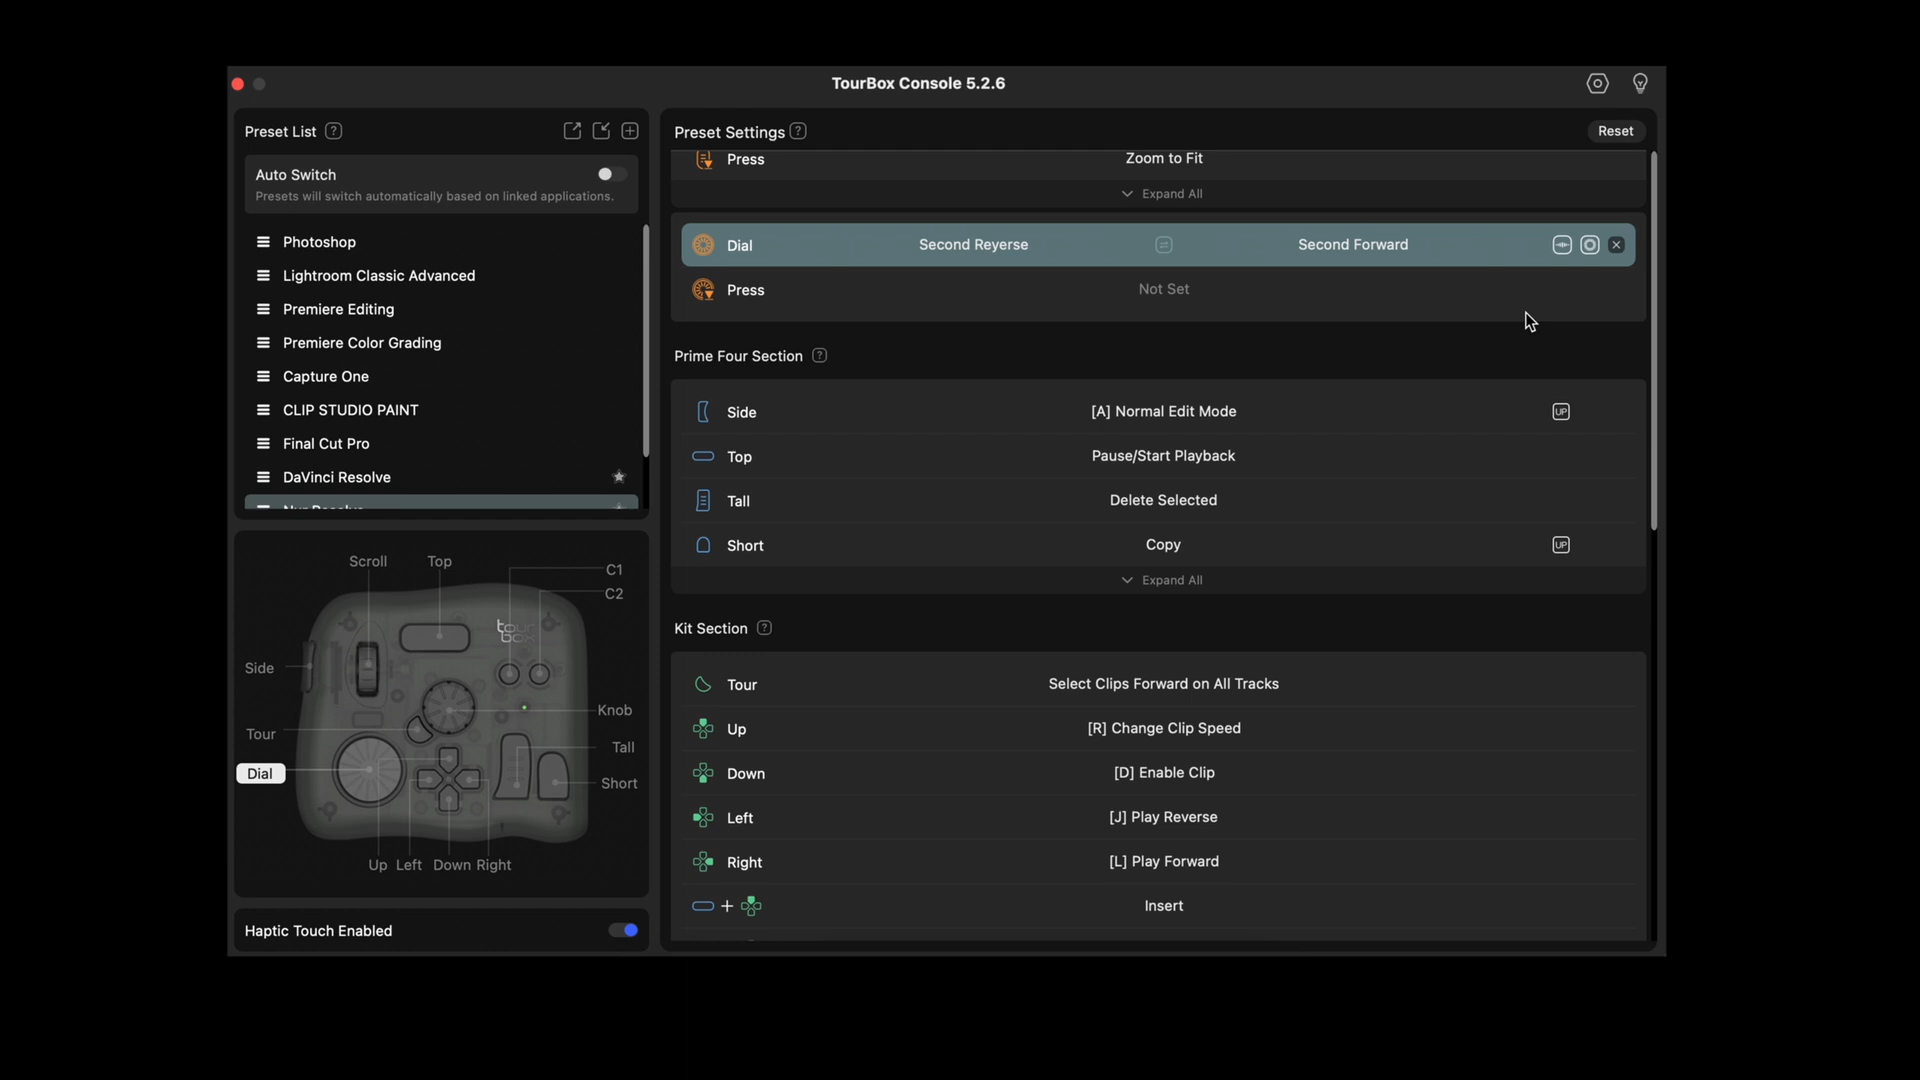 TourBox Console 5.2.6
Preset List ?
Auto Switch
Presets will switch automatically based on linked applications.
Photoshop
Lightroom Classic Advanced
Premiere Editing
Premiere Color Grading
Capture One
CLIP STUDIO PAINT
Final Cut Pro
DaVinci Resolve
Scroll Top
C1
C2
tour
box
Side
Knob
Tour
Tall
Dial
Short
Up Left Down Right
Haptic Touch Enabled
Preset Settings ?
Reset
Press Zoom to Fit
Expand All
Dial Second Reyerse Second Forward
Press Not Set
Prime Four Section ?
Side [A] Normal Edit Mode UP
Top Pause/Start Playback
Tall Delete Selected
Short Copy UP
Expand All
Kit Section ?
Tour Select Clips Forward on All Tracks
Up [R] Change Clip Speed
Down [D] Enable Clip
Left [J] Play Reverse
Right [L] Play Forward
+ Insert